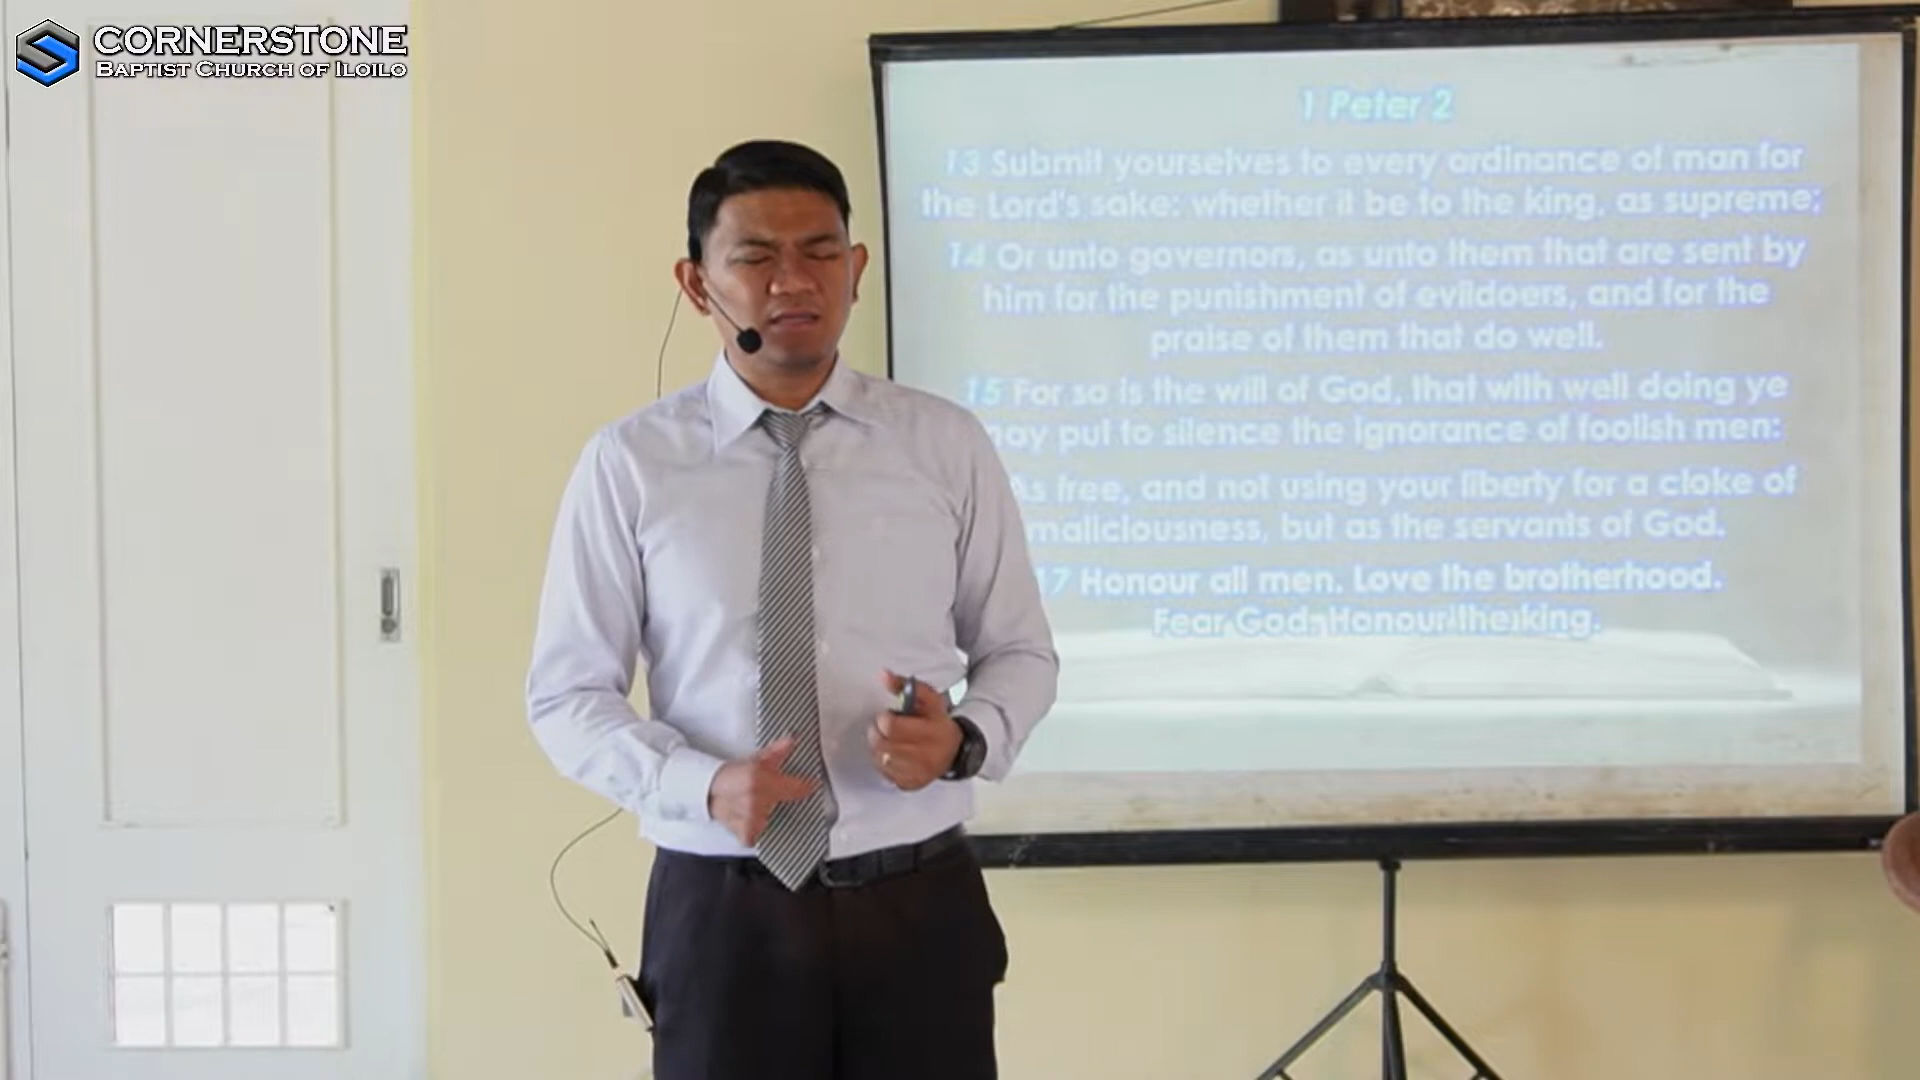 CORNERSTONE
BAPTIST CHURCH OF ILOILO
1 Peter 2
13 Submit yourselves to every ordinance of man for
the Lord's sake: whether it be to the king, as supreme;
14 Or unto governors, as unto them that are sent by
him for the punishment of evildoers, and for the
praise of them that do well.
15 For so is the will of God, that with well doing ye
may put to silence the ignorance of foolish men:
As free, and not using your liberty for a cloke of
maliciousness, but as the servants of God.
17 Honour all men. Love the brotherhood.
Fear God. Honour the king.